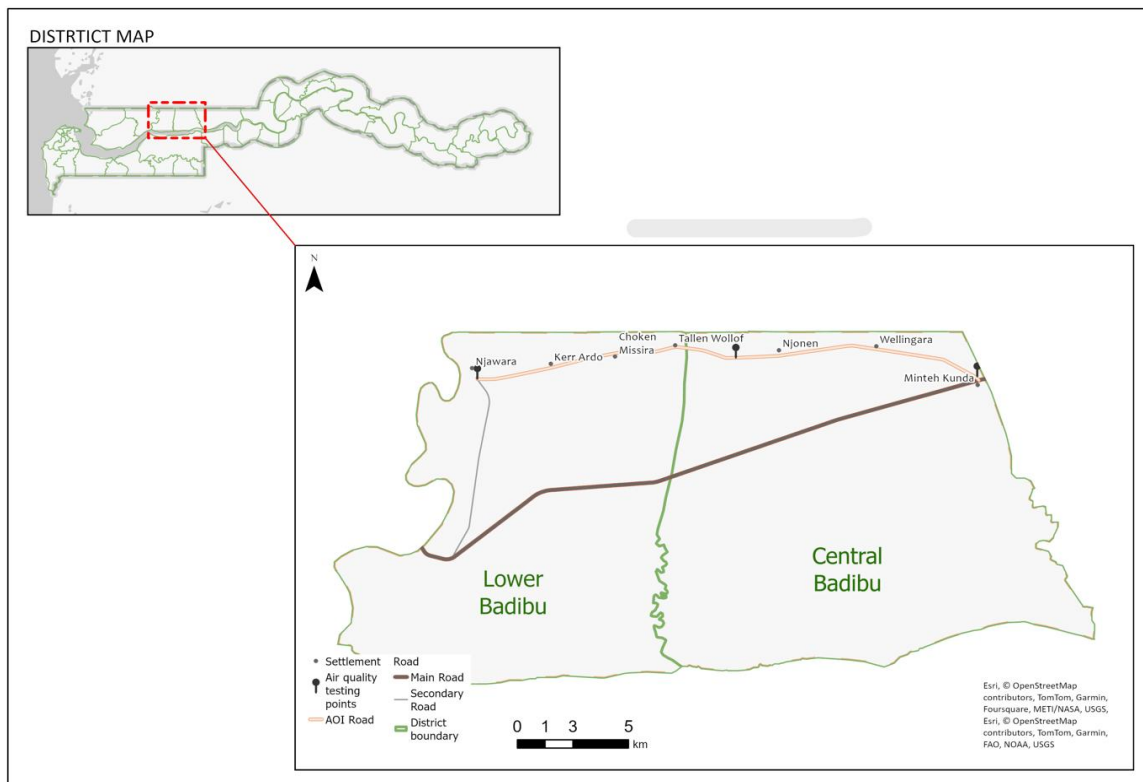 DISTRTICT MAP
N
Choken
Missira
Tallen Wollof
Njawara
Kerr Ardo
Njonen
Wellingara
Minteh Kunda
Lower
Badibu
Central
Badibu
Settlement
Air quality
testing
points
AOI Road
Road
Main Road
Secondary
Road
District
boundary
0 1 3 5
km
Esri, © OpenStreetMap
contributors, TomTom, Garmin,
Foursquare, METI/NASA, USGS,
Esri, © OpenStreetMap
contributors, TomTom, Garmin,
FAO, NOAA, USGS